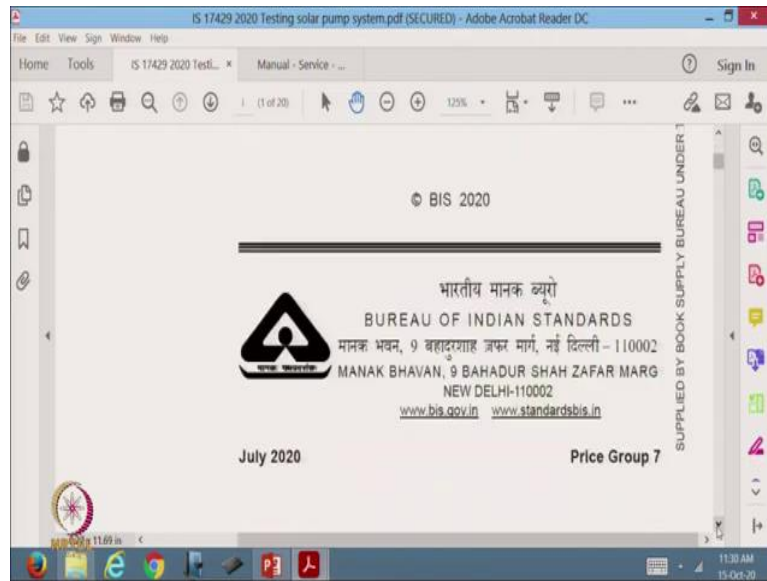 IS 17429 2020 Testing solar pump system.pdf (SECURED) - Adobe Acrobat Reader DC
File Edit View Sign Window Help
Home Tools IS 17429 2020 Testi... × Manual - Service - ... Sign In
(1 of 20) 125%
© BIS 2020
भारतीय मानक ब्यूरो
BUREAU OF INDIAN STANDARDS
मानक भवन, 9 बहादुरशाह ज़फर मार्ग, नई दिल्ली – 110002
MANAK BHAVAN, 9 BAHADUR SHAH ZAFAR MARG
NEW DELHI-110002
www.bis.gov.in www.standardsbis.in
July 2020 Price Group 7
SUPPLIED BY BOOK SUPPLY BUREAU UNDER T
11.69 in
11:30 AM
15-Oct-20